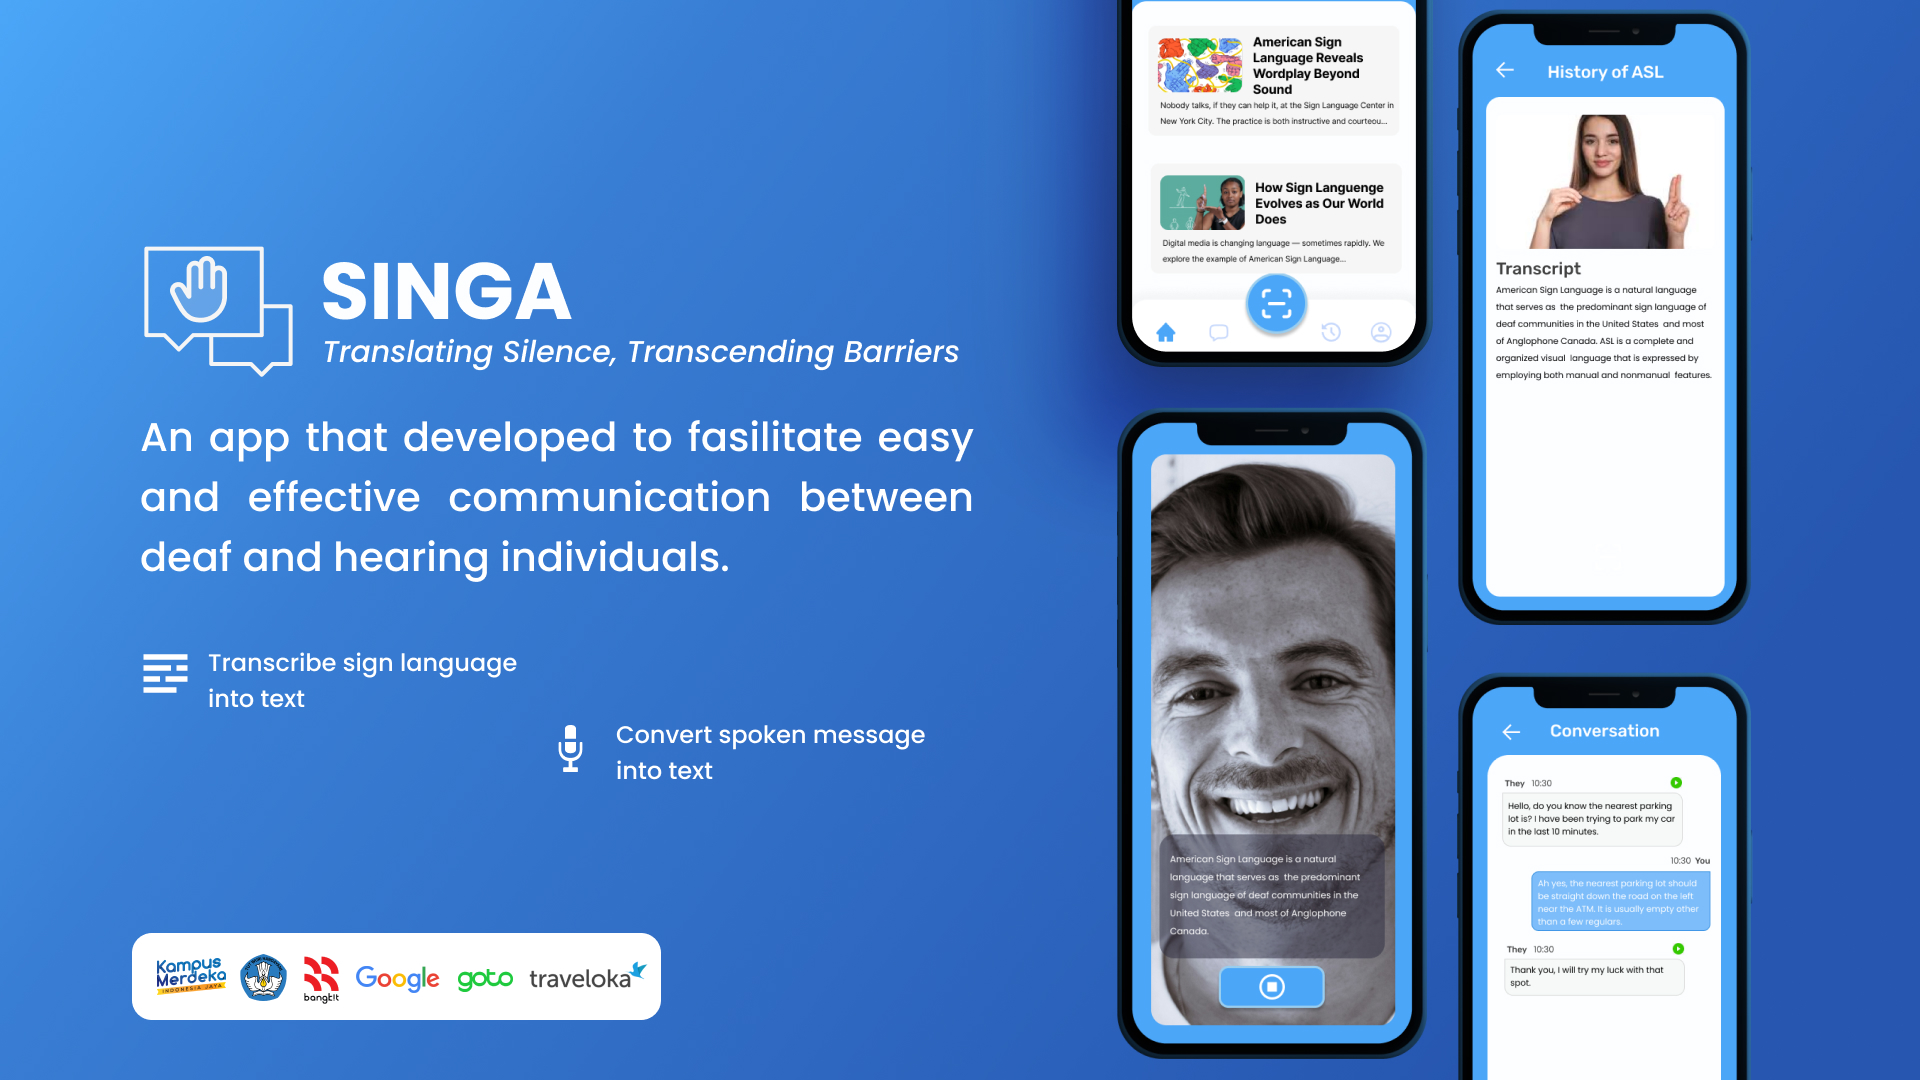 SINGA
Translating Silence, Transcending Barriers
An app that developed to fasilitate easy
and effective communication between
deaf and hearing individuals.
Transcribe sign language
into text
Convert spoken message
into text
Kampus
Merdeka
INDONESIA JAYA
bangk!t
Google
goto
traveloka
American Sign
Language Reveals
Wordplay Beyond
Sound
Nobody talks, if they can help it, at the Sign Language Center in
New York City. The practice is both instructive and courteou...
How Sign Languenge
Evolves as Our World
Does
Digital media is changing language — sometimes rapidly. We
explore the example of American Sign Language...
History of ASL
Transcript
American Sign Language is a natural language
that serves as the predominant sign language of
deaf communities in the United States and most
of Anglophone Canada. ASL is a complete and
organized visual language that is expressed by
employing both manual and nonmanual features.
American Sign Language is a natural
language that serves as the predominant
sign language of deaf communities in the
United States and most of Anglophone
Canada.
Conversation
They 10:30
Hello, do you know the nearest parking
lot is? I have been trying to park my car
in the last 10 minutes.
10:30 You
Ah yes, the nearest parking lot should
be straight down the road on the left
near the ATM. It is usually empty other
than a few regulars.
They 10:30
Thank you, I will try my luck with that
spot.